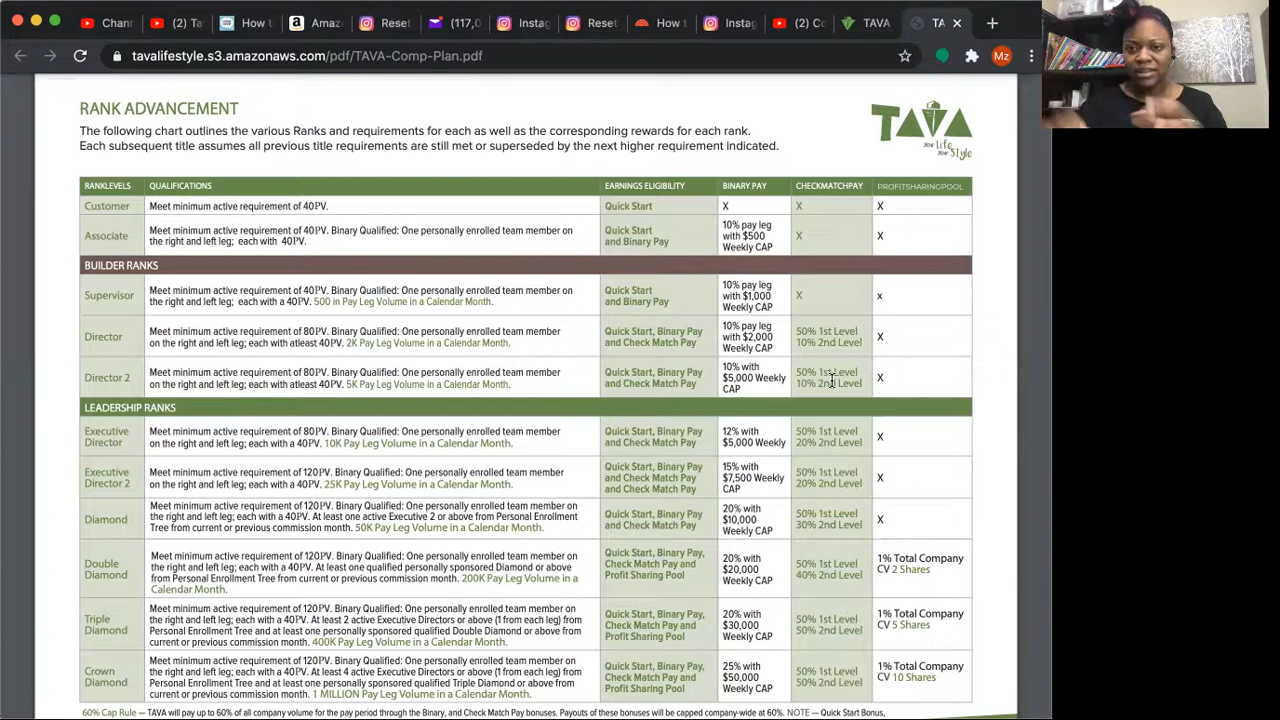 Chann
(2) Ta
How t
Amaz
Reset
(117,0
Instag
Reset
How t
Instag
(2) Co
TAVA
TA
tavalifestyle.s3.amazonaws.com/pdf/TAVA-Comp-Plan.pdf
Mz
RANK ADVANCEMENT
The following chart outlines the various Ranks and requirements for each as well as the corresponding rewards for each rank.
Each subsequent title assumes all previous title requirements are still met or superseded by the next higher requirement indicated.
TAVA
your Life
your Style
RANKLEVELS QUALIFICATIONS EARNINGS ELIGIBILITY BINARY PAY CHECKMATCHPAY PROFITSHARINGPOOL
Customer
Meet minimum active requirement of 40PV.
Quick Start
X
X
X
Associate
Meet minimum active requirement of 40PV. Binary Qualified: One personally enrolled team member on
the right and left leg; each with 40PV.
Quick Start
and Binary Pay
10% pay leg
with $500
Weekly CAP
X
X
BUILDER RANKS
Supervisor
Meet minimum active requirement of 40PV. Binary Qualified: One personally enrolled team member on
the right and left leg; each with a 40PV. 500 in Pay Leg Volume in a Calendar Month.
Quick Start
and Binary Pay
10% pay leg
with $1,000
Weekly CAP
X
x
Director
Meet minimum active requirement of 80PV. Binary Qualified: One personally enrolled team member
on the right and left leg; each with atleast 40PV. 2K Pay Leg Volume in a Calendar Month.
Quick Start, Binary Pay
and Check Match Pay
10% pay leg
with $2,000
Weekly CAP
50% 1st Level
10% 2nd Level
X
Director 2
Meet minimum active requirement of 80PV. Binary Qualified: One personally enrolled team member
on the right and left leg; each with atleast 40PV. 5K Pay Leg Volume in a Calendar Month.
Quick Start, Binary Pay
and Check Match Pay
10% with
$5,000 Weekly
CAP
50% 1st Level
10% 2nd Level
X
LEADERSHIP RANKS
Executive
Director
Meet minimum active requirement of 80PV. Binary Qualified: One personally enrolled team member
on the right and left leg; each with a 40PV. 10K Pay Leg Volume in a Calendar Month.
Quick Start, Binary Pay
and Check Match Pay
12% with
$5,000 Weekly
50% 1st Level
20% 2nd Level
X
Executive
Director 2
Meet minimum active requirement of 120PV. Binary Qualified: One personally enrolled team member
on the right and left leg; each with a 40PV. 25K Pay Leg Volume in a Calendar Month.
Quick Start, Binary Pay
and Check Match Pay
and Check Match Pay
15% with
$7,500 Weekly
CAP
50% 1st Level
20% 2nd Level
X
Diamond
Meet minimum active requirement of 120PV. Binary Qualified: One personally enrolled team member on
the right and left leg; each with a 40PV. At least one active Executive 2 or above from Personal Enrollment
Tree from current or previous commission month. 50K Pay Leg Volume in a Calendar Month.
Quick Start, Binary Pay
and Check Match Pay
20% with
$10,000
Weekly CAP
50% 1st Level
30% 2nd Level
X
Double
Diamond
Meet minimum active requirement of 120PV. Binary Qualified: One personally enrolled team member on
the right and left leg; each with a 40PV. At least one qualified personally sponsored Diamond or above
from Personal Enrollment Tree from current or previous commission month. 200K Pay Leg Volume in a
Calendar Month.
Quick Start, Binary Pay,
Check Match Pay and
Profit Sharing Pool
20% with
$20,000
Weekly CAP
50% 1st Level
40% 2nd Level
1% Total Company
CV 2 Shares
Triple
Diamond
Meet minimum active requirement of 120PV. Binary Qualified: One personally enrolled team member on
the right and left leg; each with a 40PV. At least 2 active Executive Directors or above (1 from each leg) from
Personal Enrollment Tree and at least one personally sponsored qualified Double Diamond or above from
current or previous commission month. 400K Pay Leg Volume in a Calendar Month.
Quick Start, Binary Pay,
Check Match Pay and
Profit Sharing Pool
20% with
$30,000
Weekly CAP
50% 1st Level
50% 2nd Level
1% Total Company
CV 5 Shares
Crown
Diamond
Meet minimum active requirement of 120PV. Binary Qualified: One personally enrolled team member on
the right and left leg; each with a 40PV. At least 4 active Executive Directors or above (1 from each leg) from
Personal Enrollment Tree and at least one personally sponsored qualified Triple Diamond or above from
current or previous commission month. 1 MILLION Pay Leg Volume in a Calendar Month.
Quick Start, Binary Pay,
Check Match Pay and
Profit Sharing Pool
25% with
$50,000
Weekly CAP
50% 1st Level
50% 2nd Level
1% Total Company
CV 10 Shares
60% Cap Rule — TAVA will pay up to 60% of all company volume for the pay period through the Binary, and Check Match Pay bonuses. Payouts of these bonuses will be capped company-wide at 60%. NOTE — Quick Start Bonus,